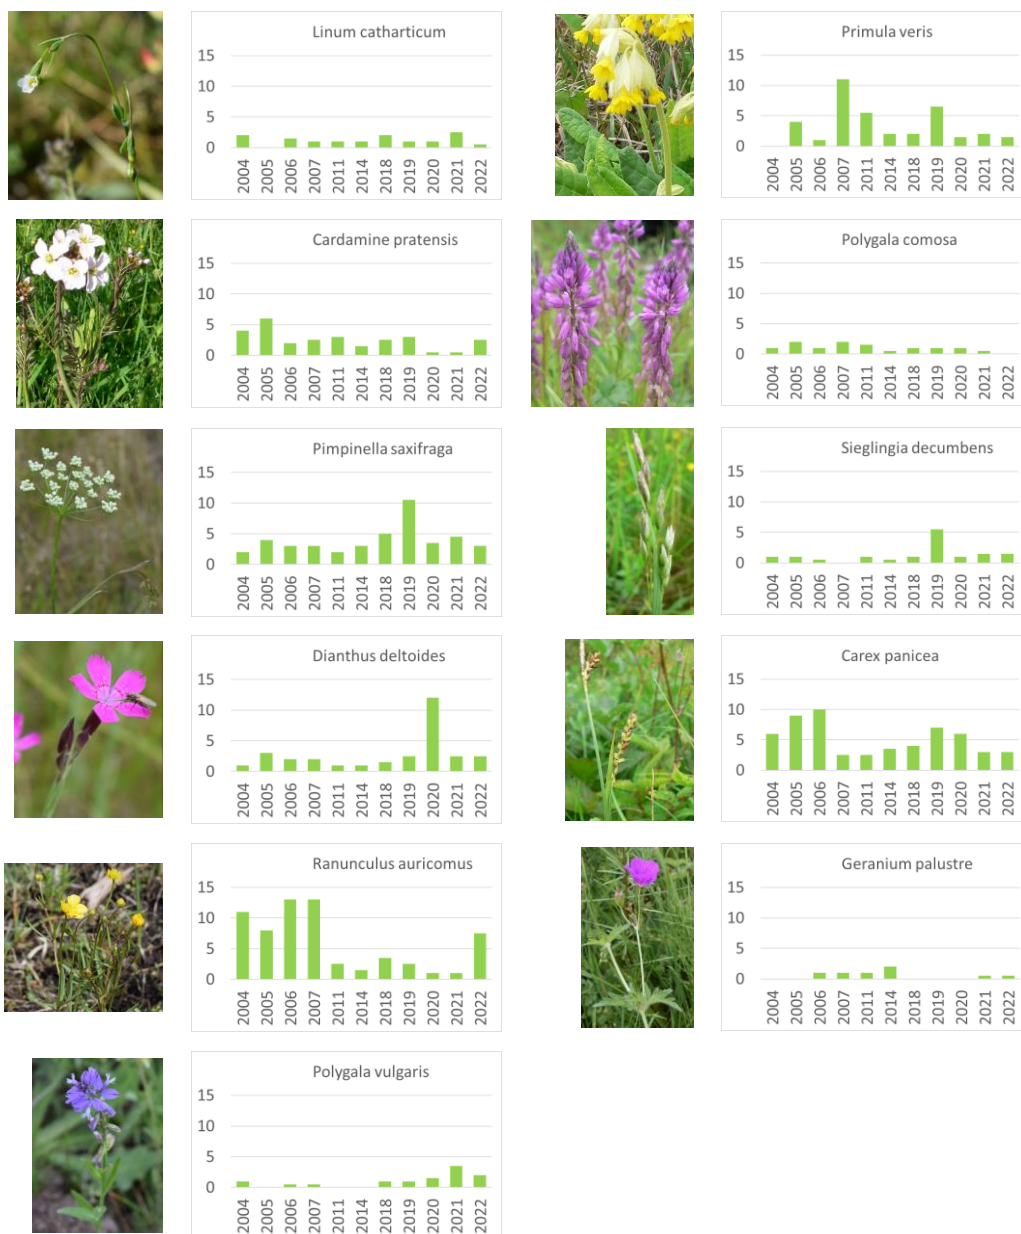 Linum catharticum
15
10
5
0
2004 2005 2006 2007 2011 2014 2018 2019 2020 2021 2022
Primula veris
15
10
5
0
2004 2005 2006 2007 2011 2014 2018 2019 2020 2021 2022
Cardamine pratensis
15
10
5
0
2004 2005 2006 2007 2011 2014 2018 2019 2020 2021 2022
Polygala comosa
15
10
5
0
2004 2005 2006 2007 2011 2014 2018 2019 2020 2021 2022
Pimpinella saxifraga
15
10
5
0
2004 2005 2006 2007 2011 2014 2018 2019 2020 2021 2022
Sieglingia decumbens
15
10
5
0
2004 2005 2006 2007 2011 2014 2018 2019 2020 2021 2022
Dianthus deltoides
15
10
5
0
2004 2005 2006 2007 2011 2014 2018 2019 2020 2021 2022
Carex panicea
15
10
5
0
2004 2005 2006 2007 2011 2014 2018 2019 2020 2021 2022
Ranunculus auricomus
15
10
5
0
2004 2005 2006 2007 2011 2014 2018 2019 2020 2021 2022
Geranium palustre
15
10
5
0
2004 2005 2026 2007 2011 2014 2018 2019 2020 2021 2022
Polygala vulgaris
15
10
5
0
2004 2005 2006 2007 2011 2014 2018 2019 2020 2021 2022